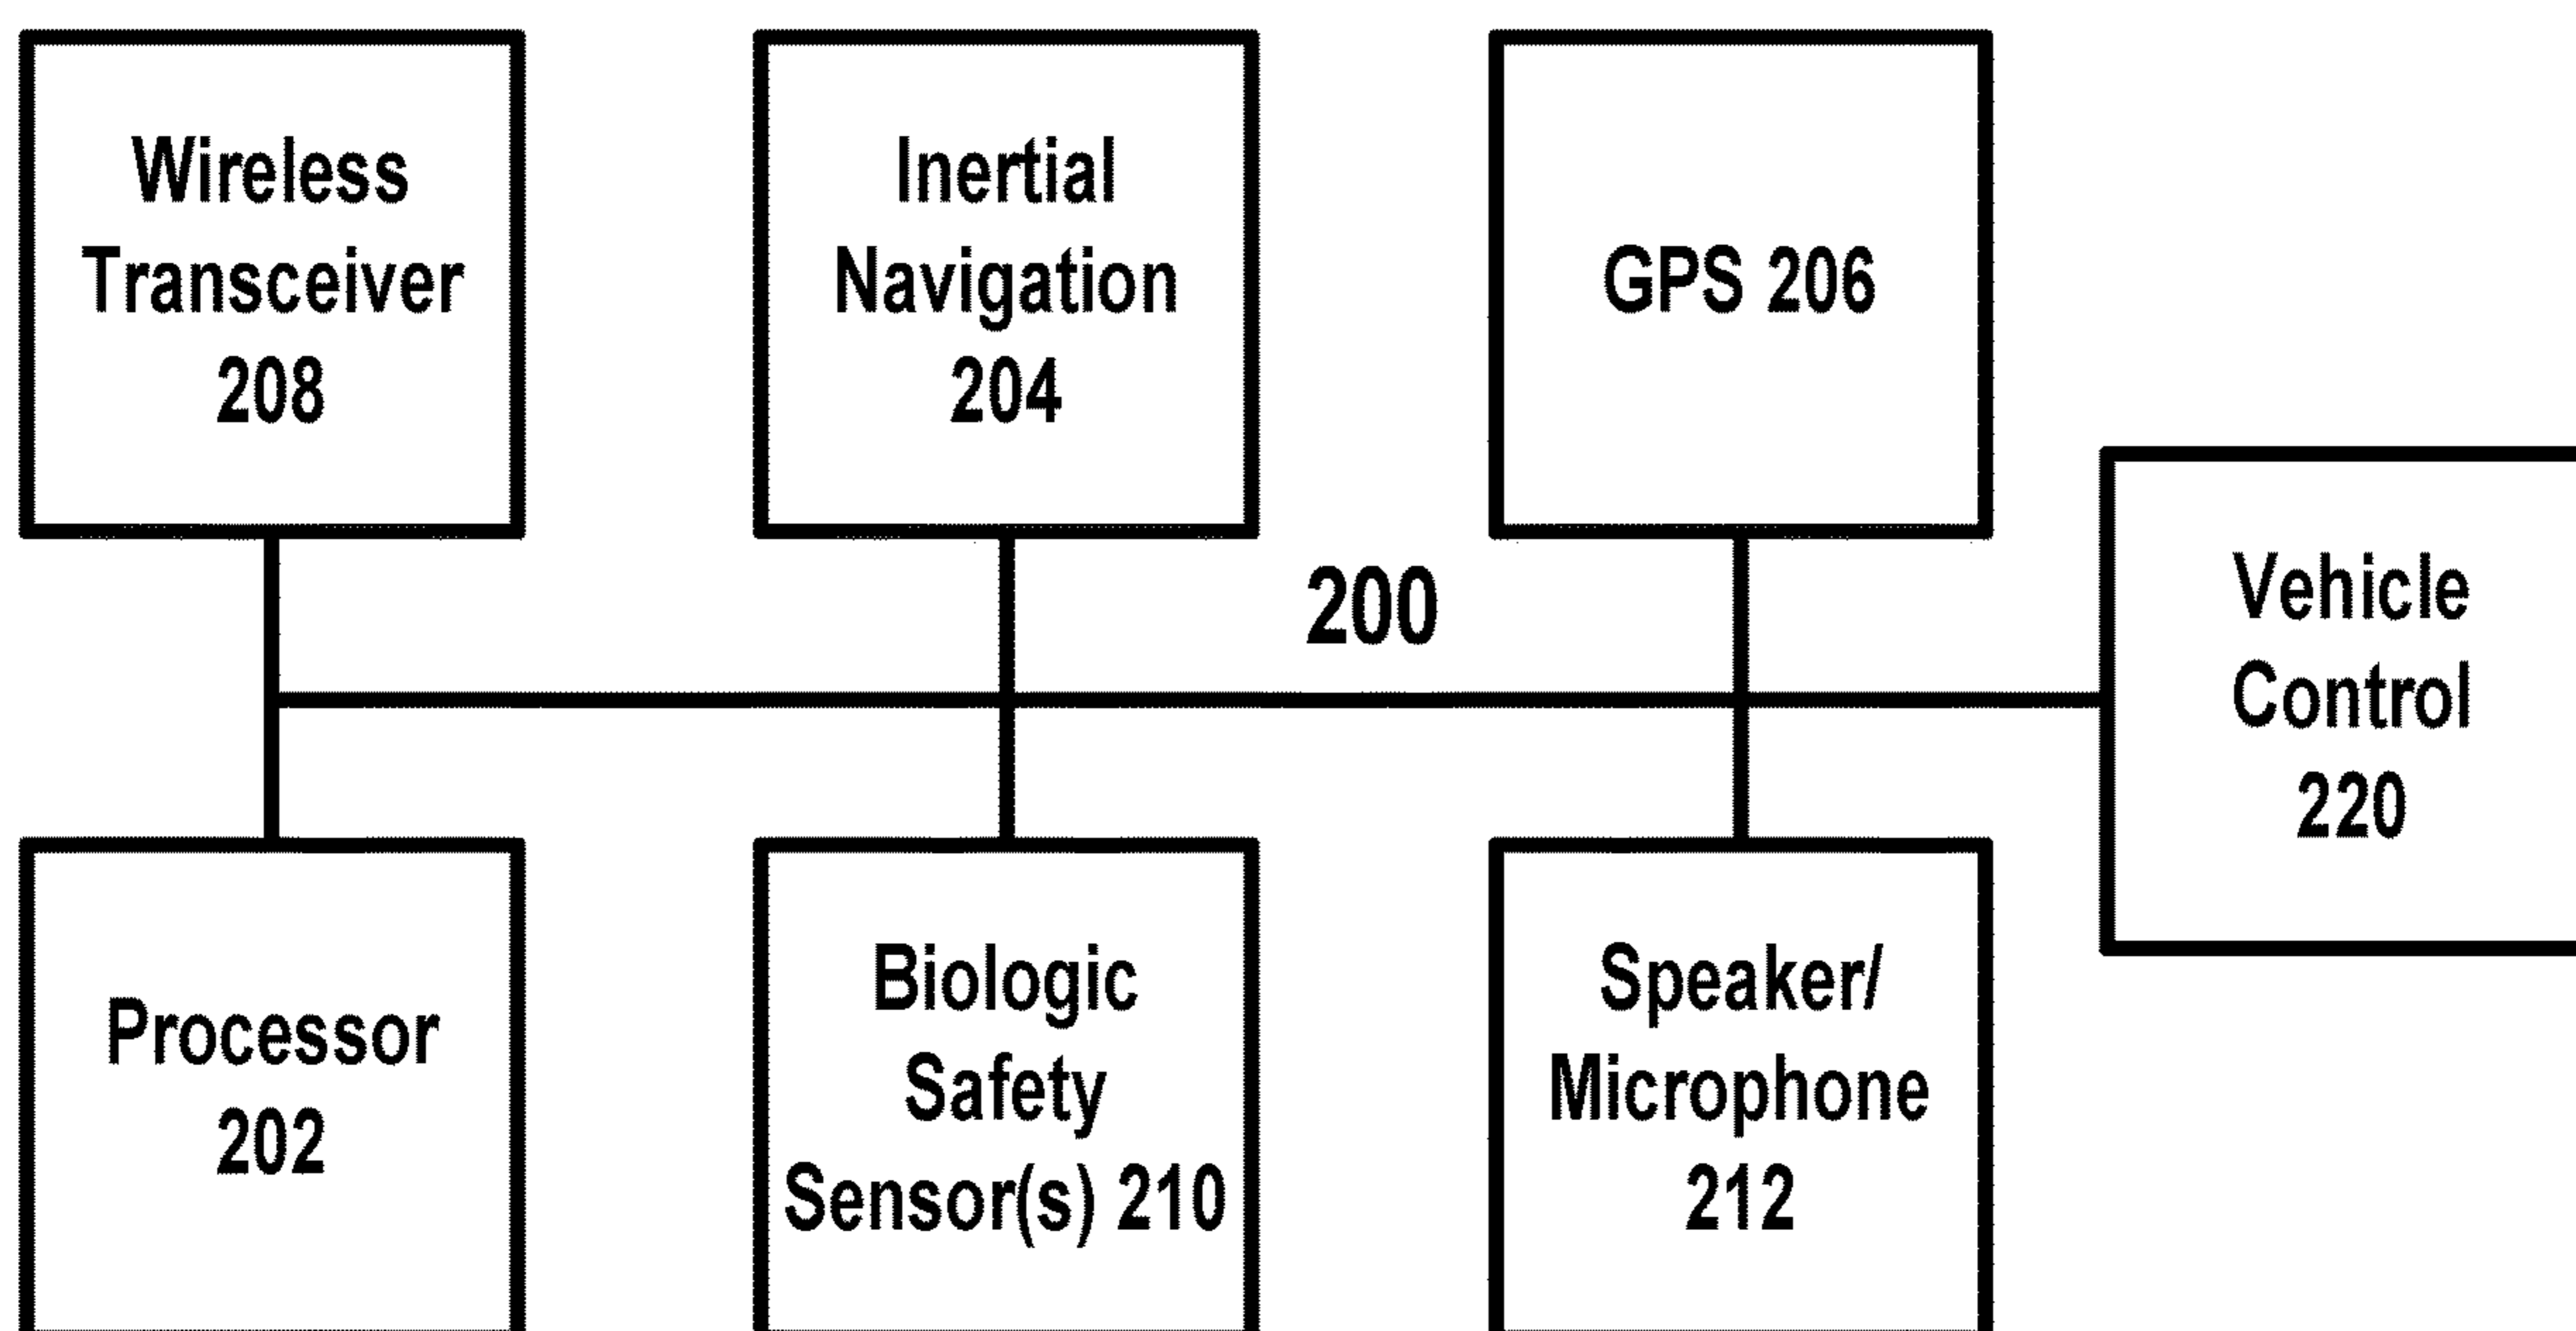 Wireless
Transceiver
208
Inertial
Navigation
204
GPS 206
200
Vehicle
Control
220
Processor
202
Biologic
Safety
Sensor(s) 210
Speaker/
Microphone
212